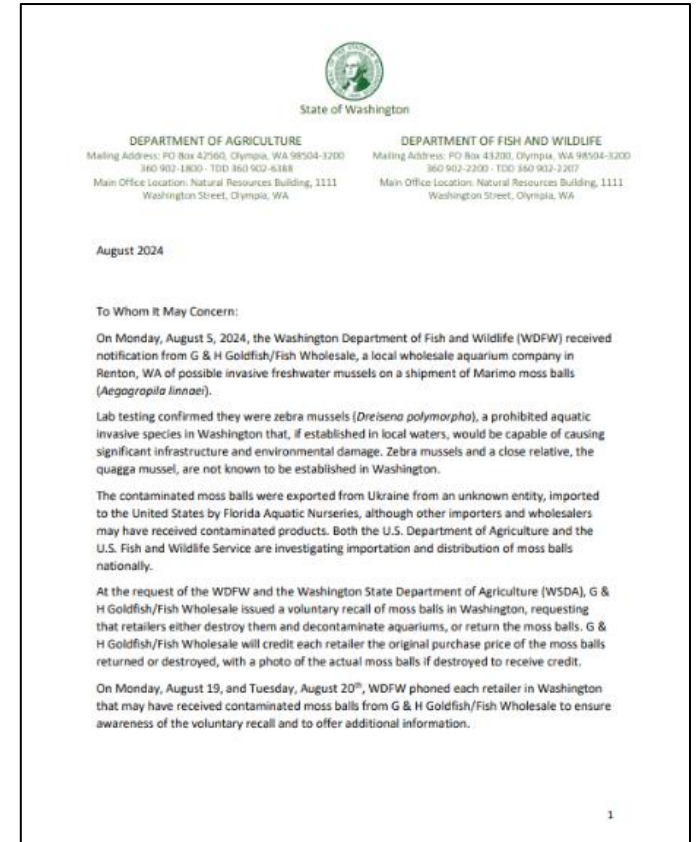 State of Washington
DEPARTMENT OF AGRICULTURE
Mailing Address: PO Box 42560, Olympia, WA 98504-3200
360 902-1800 · TDD 360 902-6388
Main Office Location: Natural Resources Building, 1111
Washington Street, Olympia, WA
DEPARTMENT OF FISH AND WILDLIFE
Mailing Address: PO Box 43200, Olympia, WA 98504-3200
360 902-2200 · TDD 360 902-2207
Main Office Location: Natural Resources Building, 1111
Washington Street, Olympia, WA
August 2024
To Whom It May Concern:
On Monday, August 5, 2024, the Washington Department of Fish and Wildlife (WDFW) received
notification from G & H Goldfish/Fish Wholesale, a local wholesale aquarium company in
Renton, WA of possible invasive freshwater mussels on a shipment of Marimo moss balls
(Aegagropila linnaei).
Lab testing confirmed they were zebra mussels (Dreisena polymorpha), a prohibited aquatic
invasive species in Washington that, if established in local waters, would be capable of causing
significant infrastructure and environmental damage. Zebra mussels and a close relative, the
quagga mussel, are not known to be established in Washington.
The contaminated moss balls were exported from Ukraine from an unknown entity, imported
to the United States by Florida Aquatic Nurseries, although other importers and wholesalers
may have received contaminated products. Both the U.S. Department of Agriculture and the
U.S. Fish and Wildlife Service are investigating importation and distribution of moss balls
nationally.
At the request of the WDFW and the Washington State Department of Agriculture (WSDA), G &
H Goldfish/Fish Wholesale issued a voluntary recall of moss balls in Washington, requesting
that retailers either destroy them and decontaminate aquariums, or return the moss balls. G &
H Goldfish/Fish Wholesale will credit each retailer the original purchase price of the moss balls
returned or destroyed, with a photo of the actual moss balls if destroyed to receive credit.
On Monday, August 19, and Tuesday, August 20th, WDFW phoned each retailer in Washington
that may have received contaminated moss balls from G & H Goldfish/Fish Wholesale to ensure
awareness of the voluntary recall and to offer additional information.
1